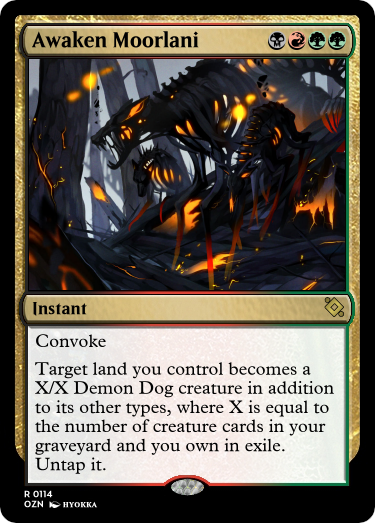 Awaken Moorlani
Instant
Convoke
Target land you control becomes a
X/X Demon Dog creature in addition
to its other types, where X is equal to
the number of creature cards in your
graveyard and you own in exile.
Untap it.
R 0114
OZN HYOKKA